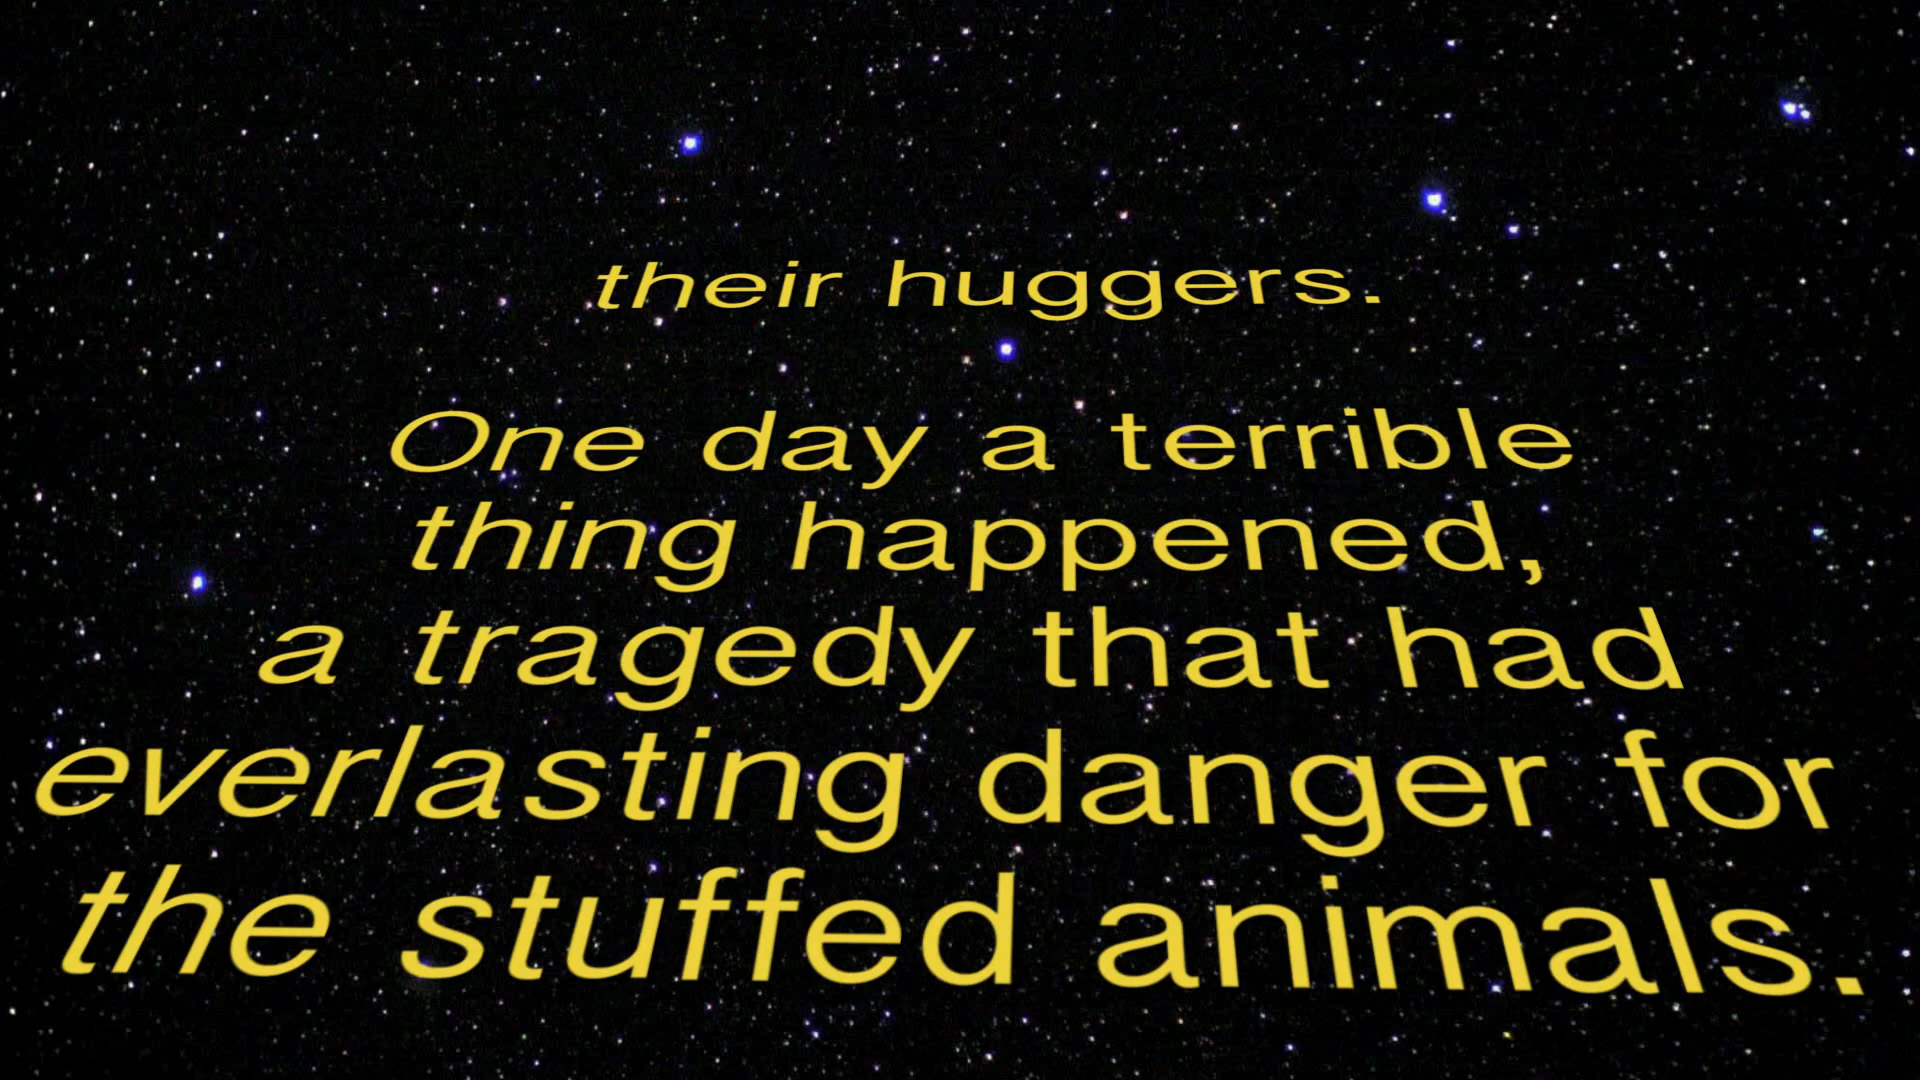 their huggers.
One day a terrible
thing happened,
a tragedy that had
everlasting danger for
the stuffed animals.